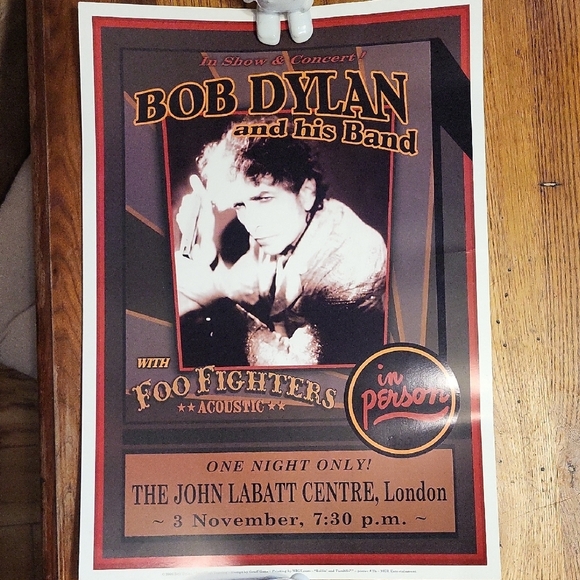 In Show & Concert!
BOB DYLAN
and his Band
WITH
FOO FIGHTERS
★★ ACOUSTIC ★★
in
person
ONE NIGHT ONLY!
THE JOHN LABATT CENTRE, London
~ 3 November, 7:30 p.m. ~